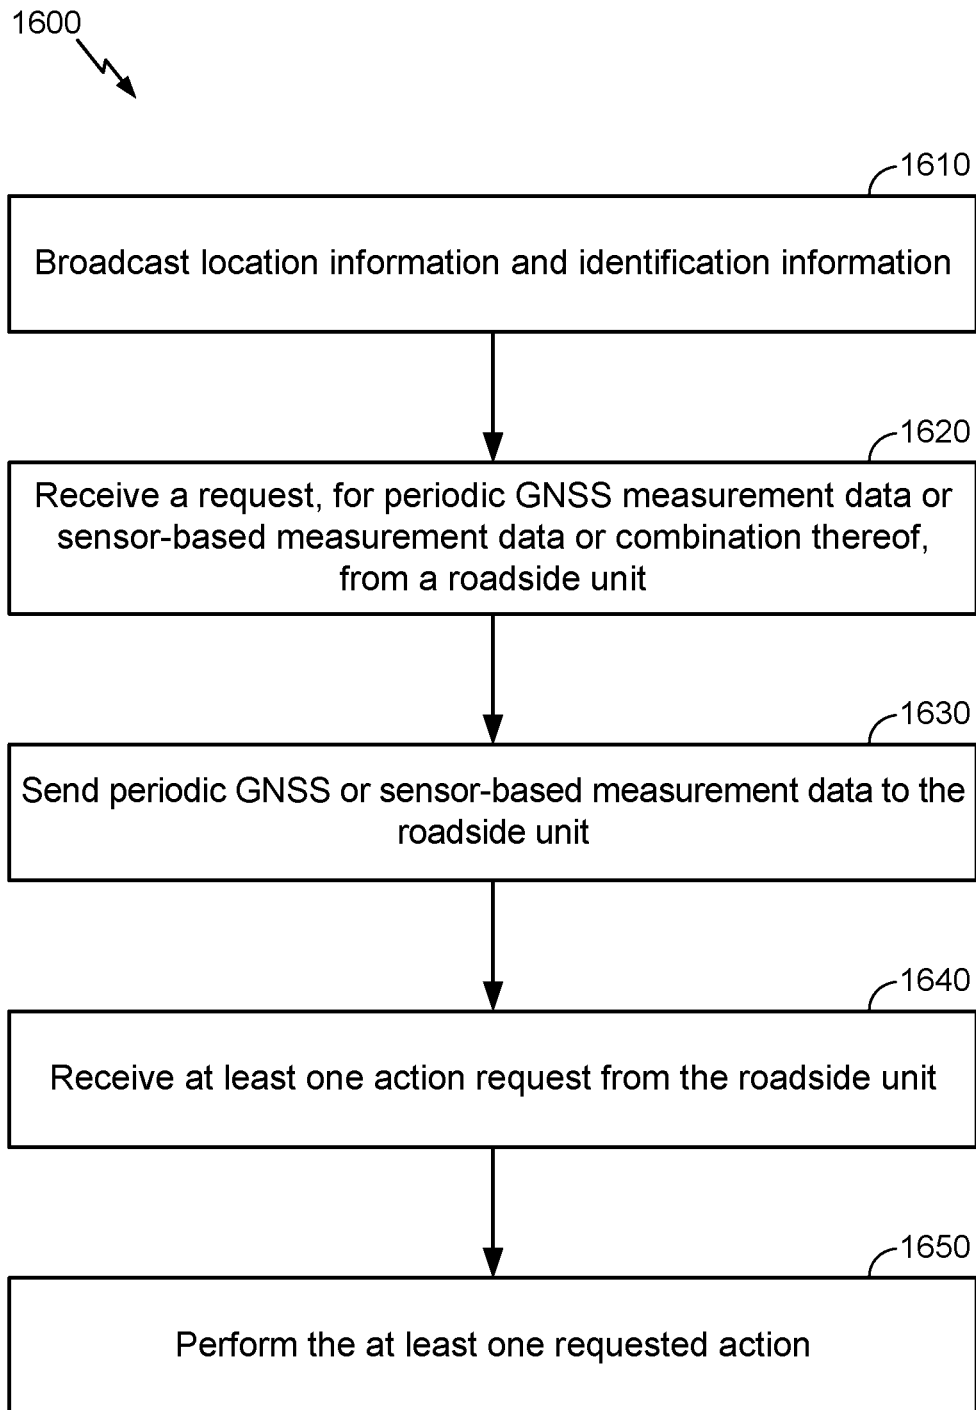 1600
1610
Broadcast location information and identification information
1620
Receive a request, for periodic GNSS measurement data or
sensor-based measurement data or combination thereof,
from a roadside unit
1630
Send periodic GNSS or sensor-based measurement data to the
roadside unit
1640
Receive at least one action request from the roadside unit
1650
Perform the at least one requested action